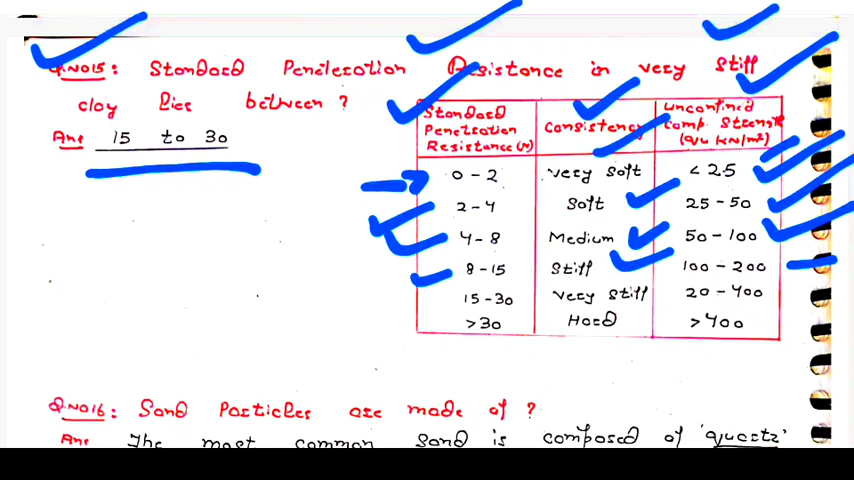 Q.NO15: Standard Penetration Resistance in very stiff
clay lies between?
Ans 15 to 30
Standard Penetration Resistance(N) Consistency Unconfined Comp. Strength (qu KN/m²)
0-2 very soft <25
2-4 Soft 25-50
4-8 Medium 50-100
8-15 Stiff 100-200
15-30 very stiff 20-400
>30 Hard >400
Q.NO16: Sand Particles are made of?
Ans The most common sand is composed of 'quartz'